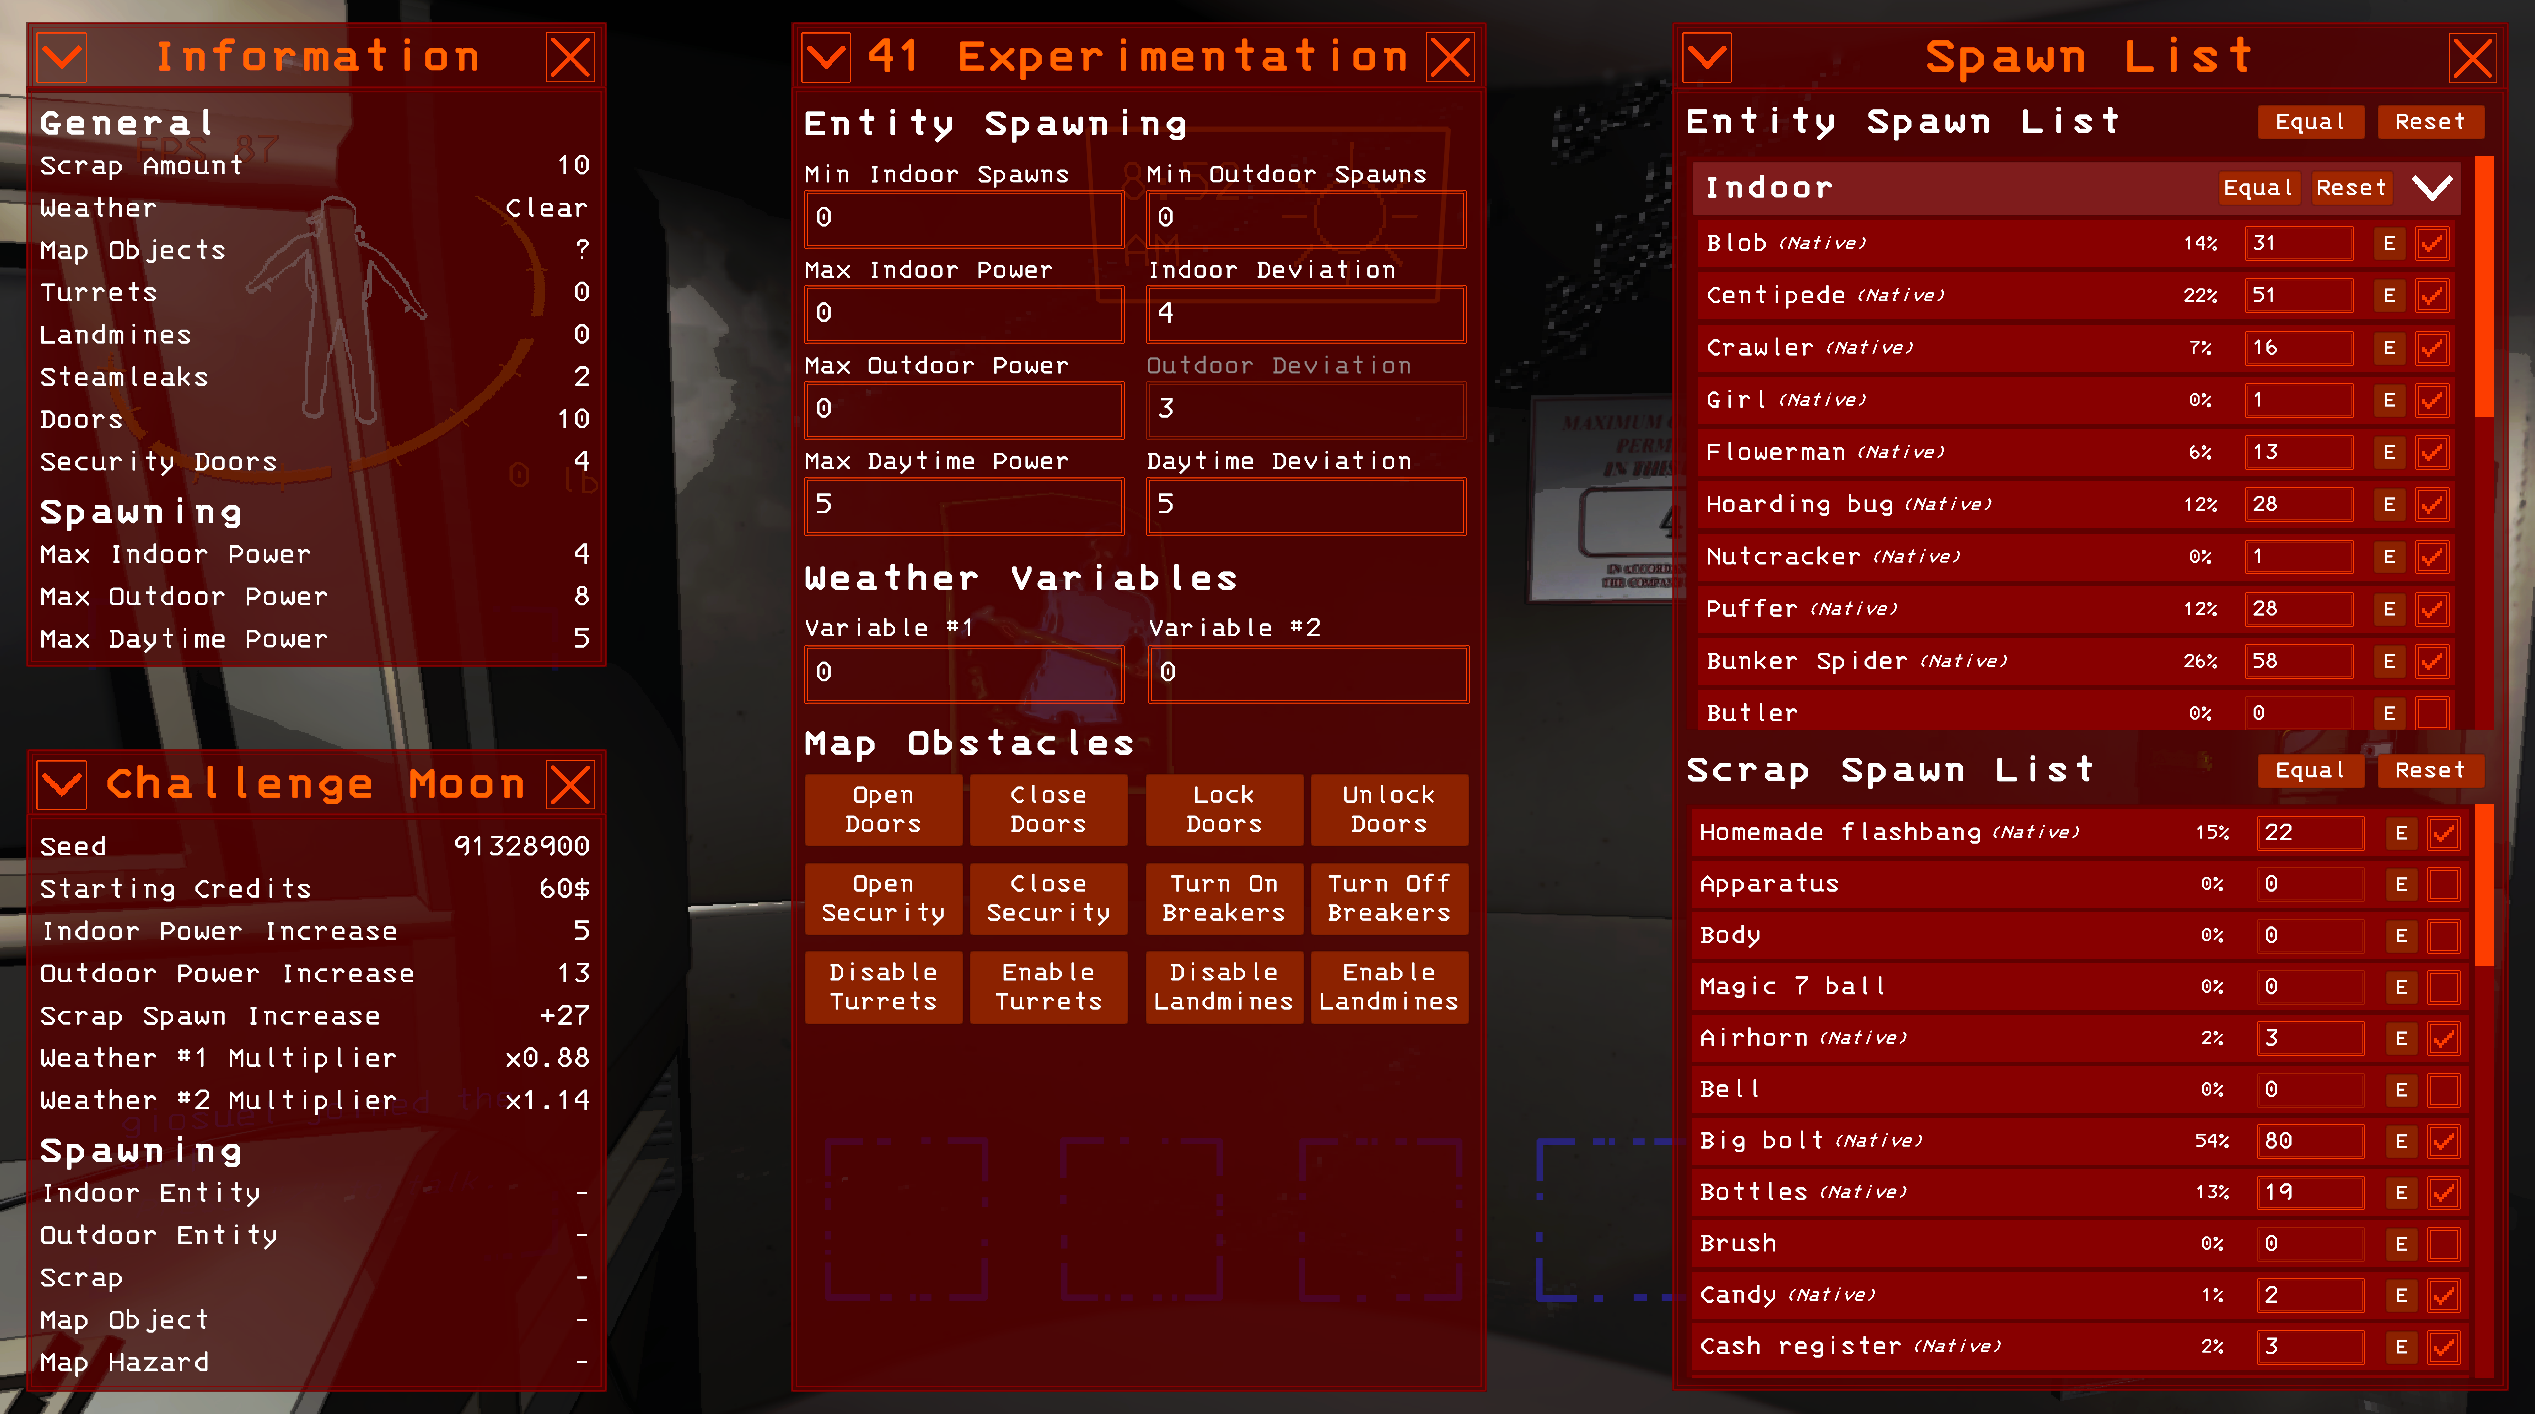 Information
General
FPS 87
Scrap Amount 10
Weather Clear
Map Objects ?
Turrets 0
Landmines 0
Steamleaks 2
Doors 10
Security Doors 4
0 lb
Spawning
Max Indoor Power 4
Max Outdoor Power 8
Max Daytime Power 5
Challenge Moon
Seed 91328900
Starting Credits 60$
Indoor Power Increase 5
Outdoor Power Increase 13
Scrap Spawn Increase +27
Weather #1 Multiplier x0.88
Weather #2 Multiplier x1.14
Spawning
Indoor Entity -
Outdoor Entity -
Scrap -
Map Object -
Map Hazard -
41 Experimentation
Entity Spawning
Min Indoor Spawns Min Outdoor Spawns
0 0
8:52
AM
Max Indoor Power Indoor Deviation
0 4
Max Outdoor Power Outdoor Deviation
0 3
Max Daytime Power Daytime Deviation
5 5
Weather Variables
Variable #1 Variable #2
0 0
Map Obstacles
Open Doors Close Doors Lock Doors Unlock Doors
Open Security Close Security Turn On Breakers Turn Off Breakers
Disable Turrets Enable Turrets Disable Landmines Enable Landmines
MAXIMUM
PERM
IN THIS
4
Spawn List
Entity Spawn List Equal Reset
Indoor Equal Reset
Blob (Native) 14% 31 E
Centipede (Native) 22% 51 E
Crawler (Native) 7% 16 E
Girl (Native) 0% 1 E
Flowerman (Native) 6% 13 E
Hoarding bug (Native) 12% 28 E
Nutcracker (Native) 0% 1 E
Puffer (Native) 12% 28 E
Bunker Spider (Native) 26% 58 E
Butler 0% 0 E
Scrap Spawn List Equal Reset
Homemade flashbang (Native) 15% 22 E
Apparatus 0% 0 E
Body 0% 0 E
Magic 7 ball 0% 0 E
Airhorn (Native) 2% 3 E
Bell 0% 0 E
Big bolt (Native) 54% 80 E
Bottles (Native) 13% 19 E
Brush 0% 0 E
Candy (Native) 1% 2 E
Cash register (Native) 2% 3 E